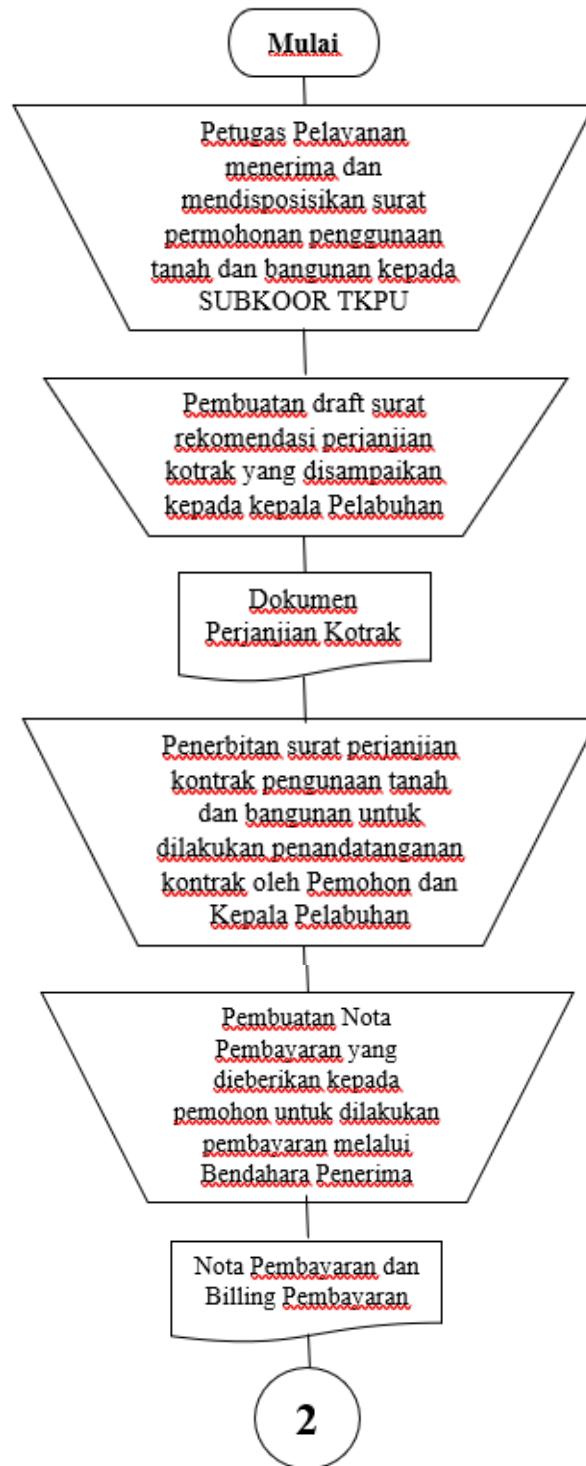 Mulai
Petugas Pelayanan
menerima dan
mendisposisikan surat
permohonan penggunaan
tanah dan bangunan kepada
SUBKOOR TKPU
Pembuatan draft surat
rekomendasi perjanjian
kotrak yang disampaikan
kepada kepala Pelabuhan
Dokumen
Perjanjian Kotrak
Penerbitan surat perjanjian
kontrak pengunaan tanah
dan bangunan untuk
dilakukan penandatanganan
kontrak oleh Pemohon dan
Kepala Pelabuhan
Pembuatan Nota
Pembayaran yang
dieberikan kepada
pemohon untuk dilakukan
pembayaran melalui
Bendahara Penerima
Nota Pembayaran dan
Billing Pembayaran
2